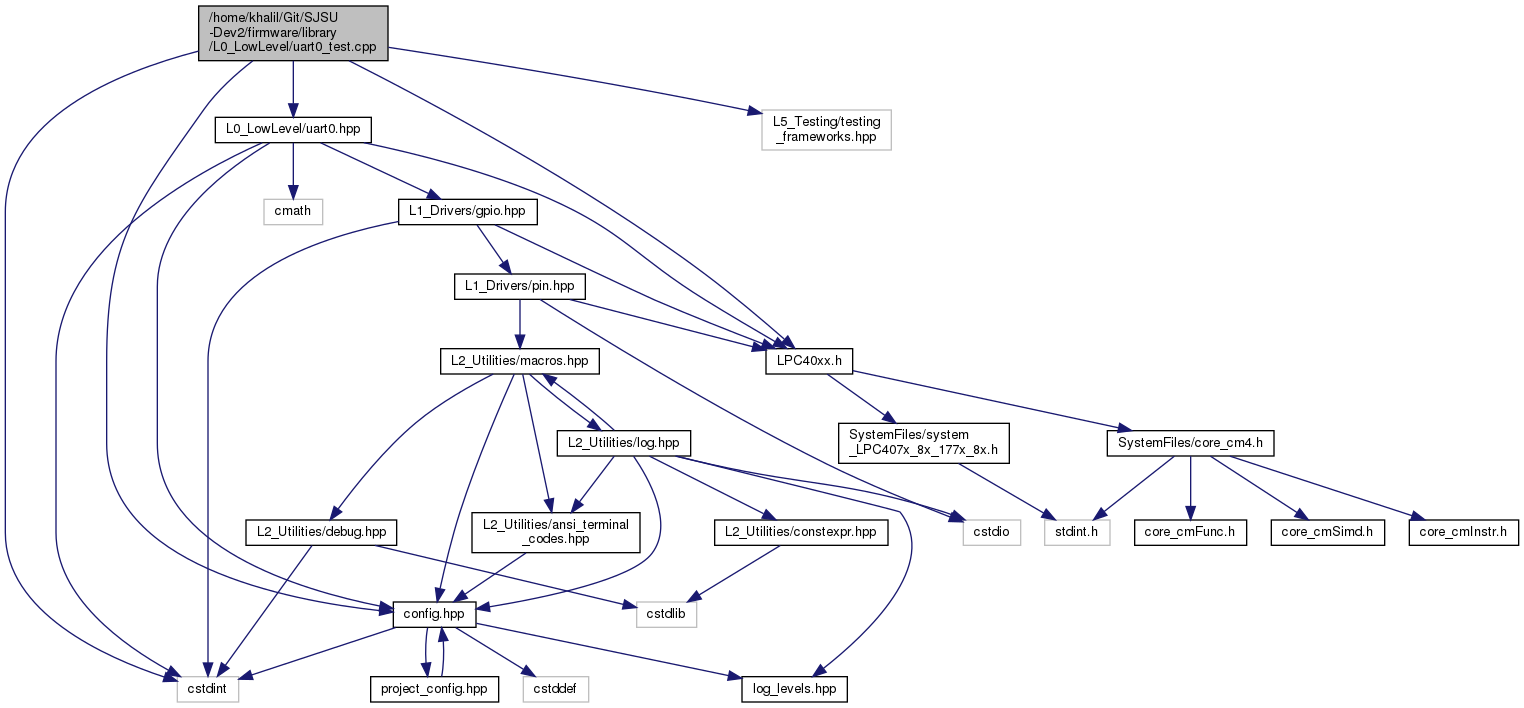 /home/khalil/Git/SJSU
-Dev2/firmware/library
/L0_LowLevel/uart0_test.cpp
L0_LowLevel/uart0.hpp
L5_Testing/testing
_frameworks.hpp
cmath
L1_Drivers/gpio.hpp
L1_Drivers/pin.hpp
L2_Utilities/macros.hpp
LPC40xx.h
L2_Utilities/log.hpp
SystemFiles/system
_LPC407x_8x_177x_8x.h
SystemFiles/core_cm4.h
L2_Utilities/debug.hpp
L2_Utilities/ansi_terminal
_codes.hpp
L2_Utilities/constexpr.hpp
cstdio
stdint.h
core_cmFunc.h
core_cmSimd.h
core_cmInstr.h
config.hpp
cstdlib
cstdint
project_config.hpp
cstddef
log_levels.hpp